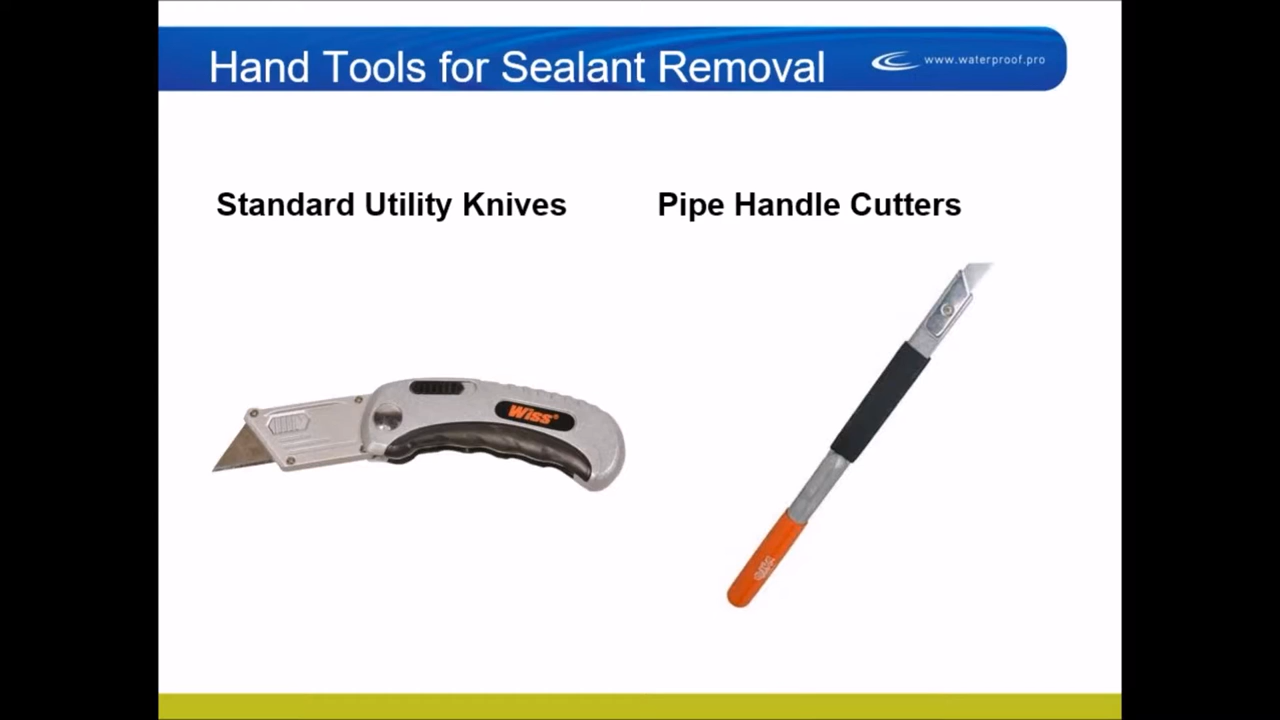 Hand Tools for Sealant Removal
www.waterproof.pro
Standard Utility Knives
Pipe Handle Cutters
Wiss®